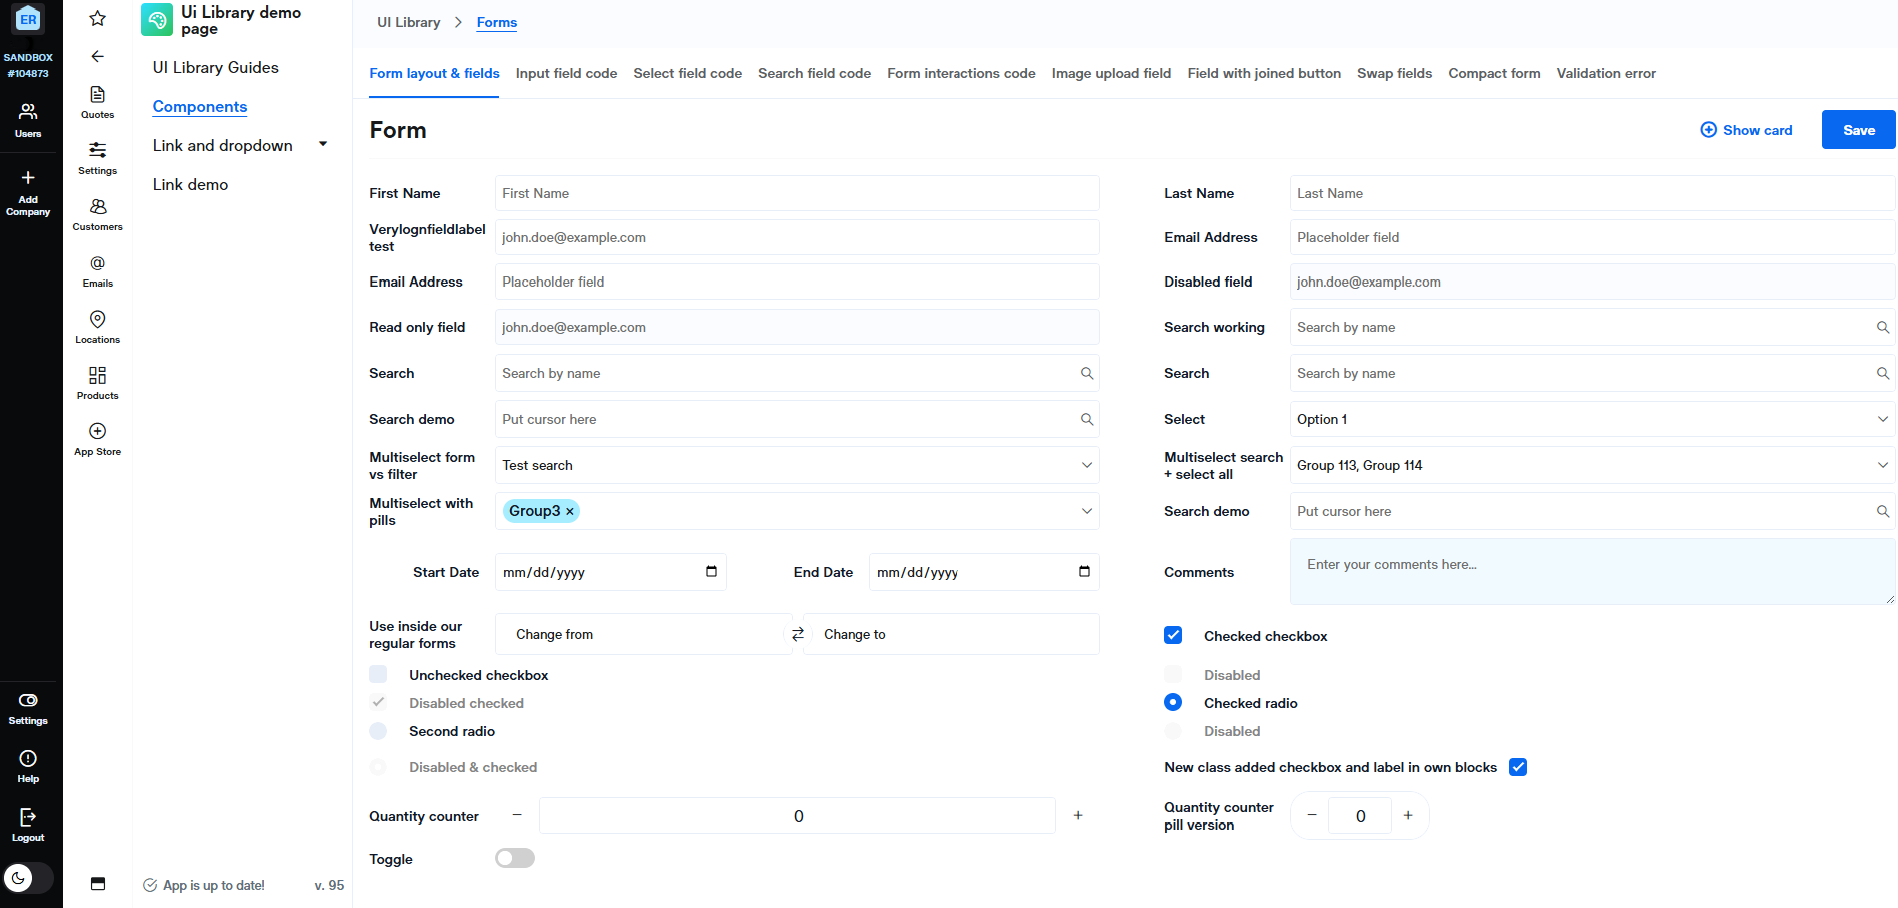 ER
SANDBOX
#104873
Users
Add
Company
Settings
Help
Logout
Quotes
Settings
Customers
Emails
Locations
Products
App Store
Ui Library demo
page
UI Library Guides
Components
Link and dropdown
Link demo
App is up to date! v. 95
UI Library > Forms
Form layout & fields Input field code Select field code Search field code Form interactions code Image upload field Field with joined button Swap fields Compact form Validation error
Form Show card Save
First Name First Name Last Name Last Name
Verylognfieldlabel
test john.doe@example.com Email Address Placeholder field
Email Address Placeholder field Disabled field john.doe@example.com
Read only field john.doe@example.com Search working Search by name
Search Search by name Search Search by name
Search demo Put cursor here Select Option 1
Multiselect form
vs filter Test search Multiselect search
+ select all Group 113, Group 114
Multiselect with
pills Group3 × Search demo Put cursor here
Start Date mm/dd/yyyy End Date mm/dd/yyyy Comments Enter your comments here...
Use inside our
regular forms Change from Change to Checked checkbox
Unchecked checkbox Disabled
Disabled checked Checked radio
Second radio Disabled
Disabled & checked New class added checkbox and label in own blocks
Quantity counter − 0 + Quantity counter
pill version − 0 +
Toggle